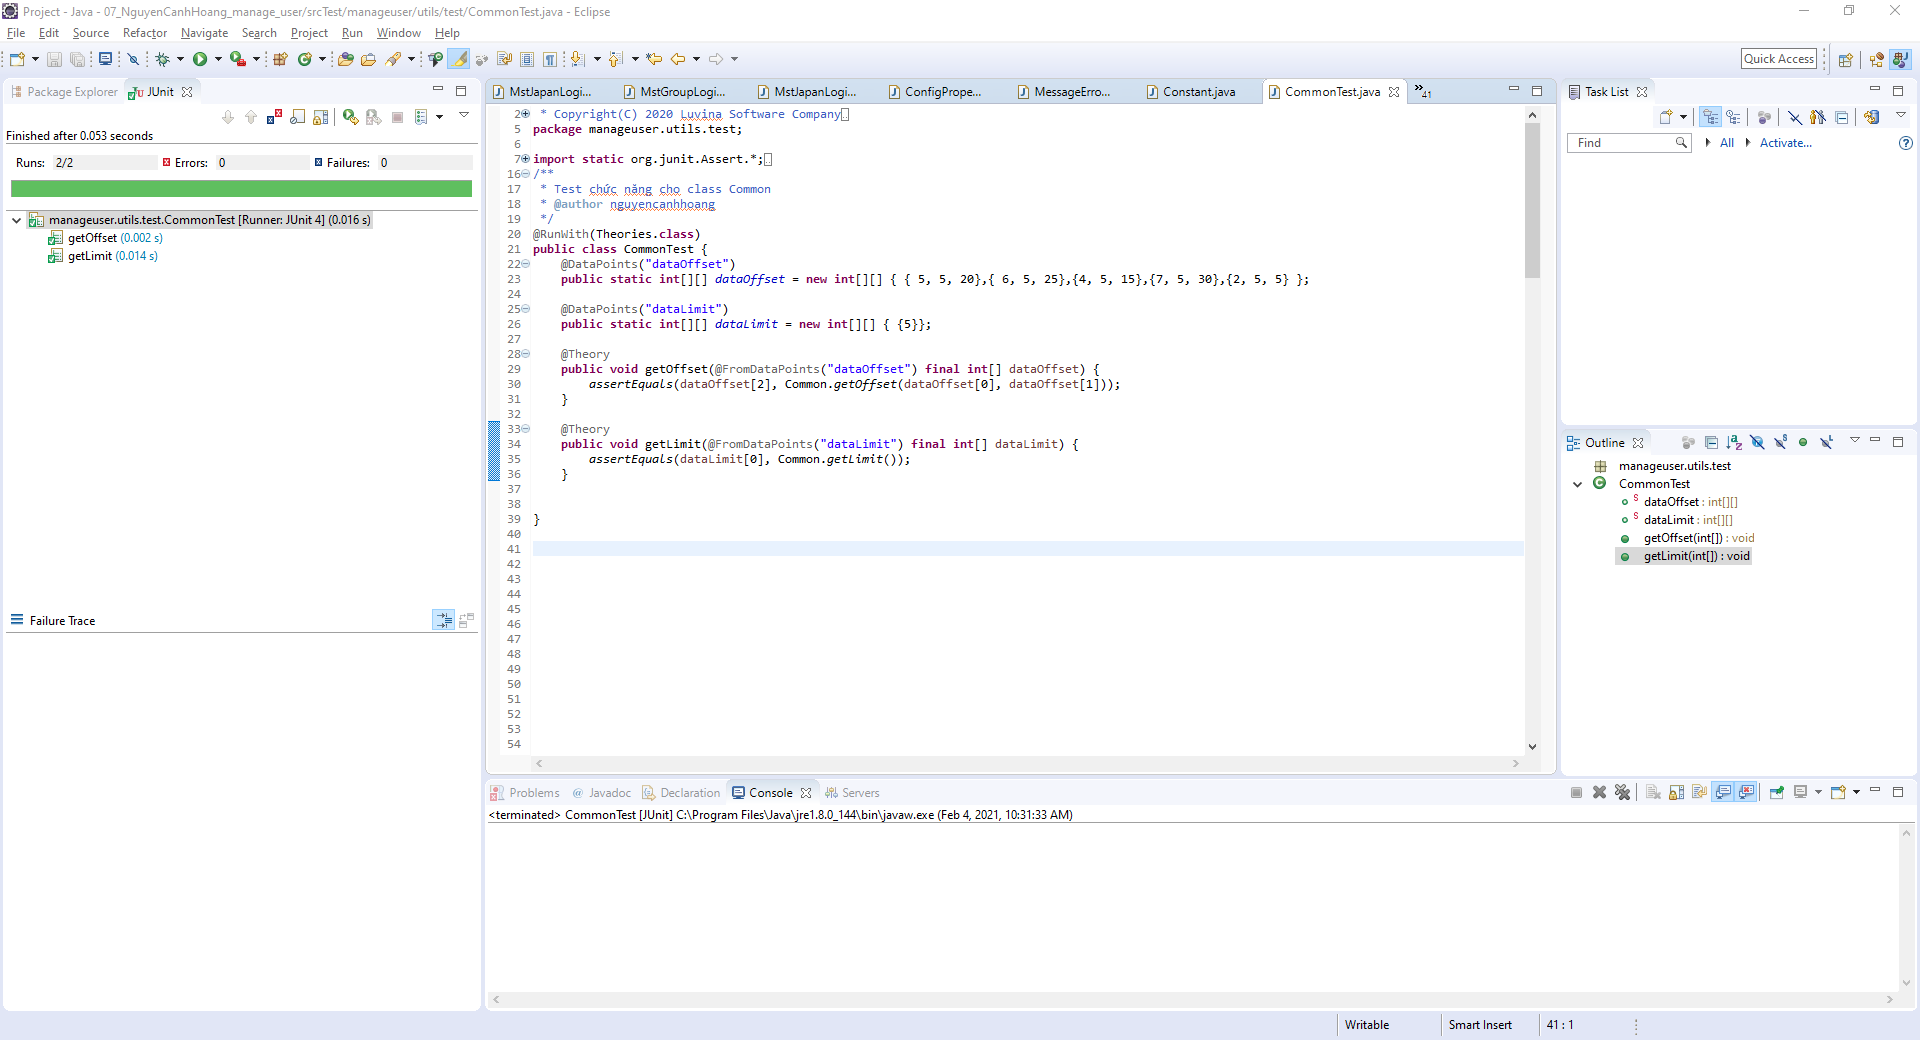 Project - Java - 07_NguyenCanhHoang_manage_user/srcTest/manageuser/utils/test/CommonTest.java - Eclipse
File Edit Source Refactor Navigate Search Project Run Window Help
Quick Access
Package Explorer JUnit
Finished after 0.053 seconds
Runs: 2/2 Errors: 0 Failures: 0
manageuser.utils.test.CommonTest [Runner: JUnit 4] (0.016 s)
getOffset (0.002 s)
getLimit (0.014 s)
Failure Trace
MstJapanLogi... MstGroupLogi... MstJapanLogi... ConfigPrope... MessageErro... Constant.java CommonTest.java »41
2 * Copyright(C) 2020 Luvina Software Company
5 package manageuser.utils.test;
6
7 import static org.junit.Assert.*;
16 /**
17 * Test chức năng cho class Common
18 * @author nguyencanhhoang
19 */
20 @RunWith(Theories.class)
21 public class CommonTest {
22 @DataPoints("dataOffset")
23 public static int[][] dataOffset = new int[][] { { 5, 5, 20},{ 6, 5, 25},{4, 5, 15},{7, 5, 30},{2, 5, 5} };
24
25 @DataPoints("dataLimit")
26 public static int[][] dataLimit = new int[][] { {5}};
27
28 @Theory
29 public void getOffset(@FromDataPoints("dataOffset") final int[] dataOffset) {
30 assertEquals(dataOffset[2], Common.getOffset(dataOffset[0], dataOffset[1]));
31 }
32
33 @Theory
34 public void getLimit(@FromDataPoints("dataLimit") final int[] dataLimit) {
35 assertEquals(dataLimit[0], Common.getLimit());
36 }
37
38
39 }
40
41
42
43
44
45
46
47
48
49
50
51
52
53
54
Task List
Find All Activate...
Outline
manageuser.utils.test
CommonTest
dataOffset : int[][]
dataLimit : int[][]
getOffset(int[]) : void
getLimit(int[]) : void
Problems @ Javadoc Declaration Console Servers
<terminated> CommonTest [JUnit] C:\Program Files\Java\jre1.8.0_144\bin\javaw.exe (Feb 4, 2021, 10:31:33 AM)
Writable Smart Insert 41 : 1